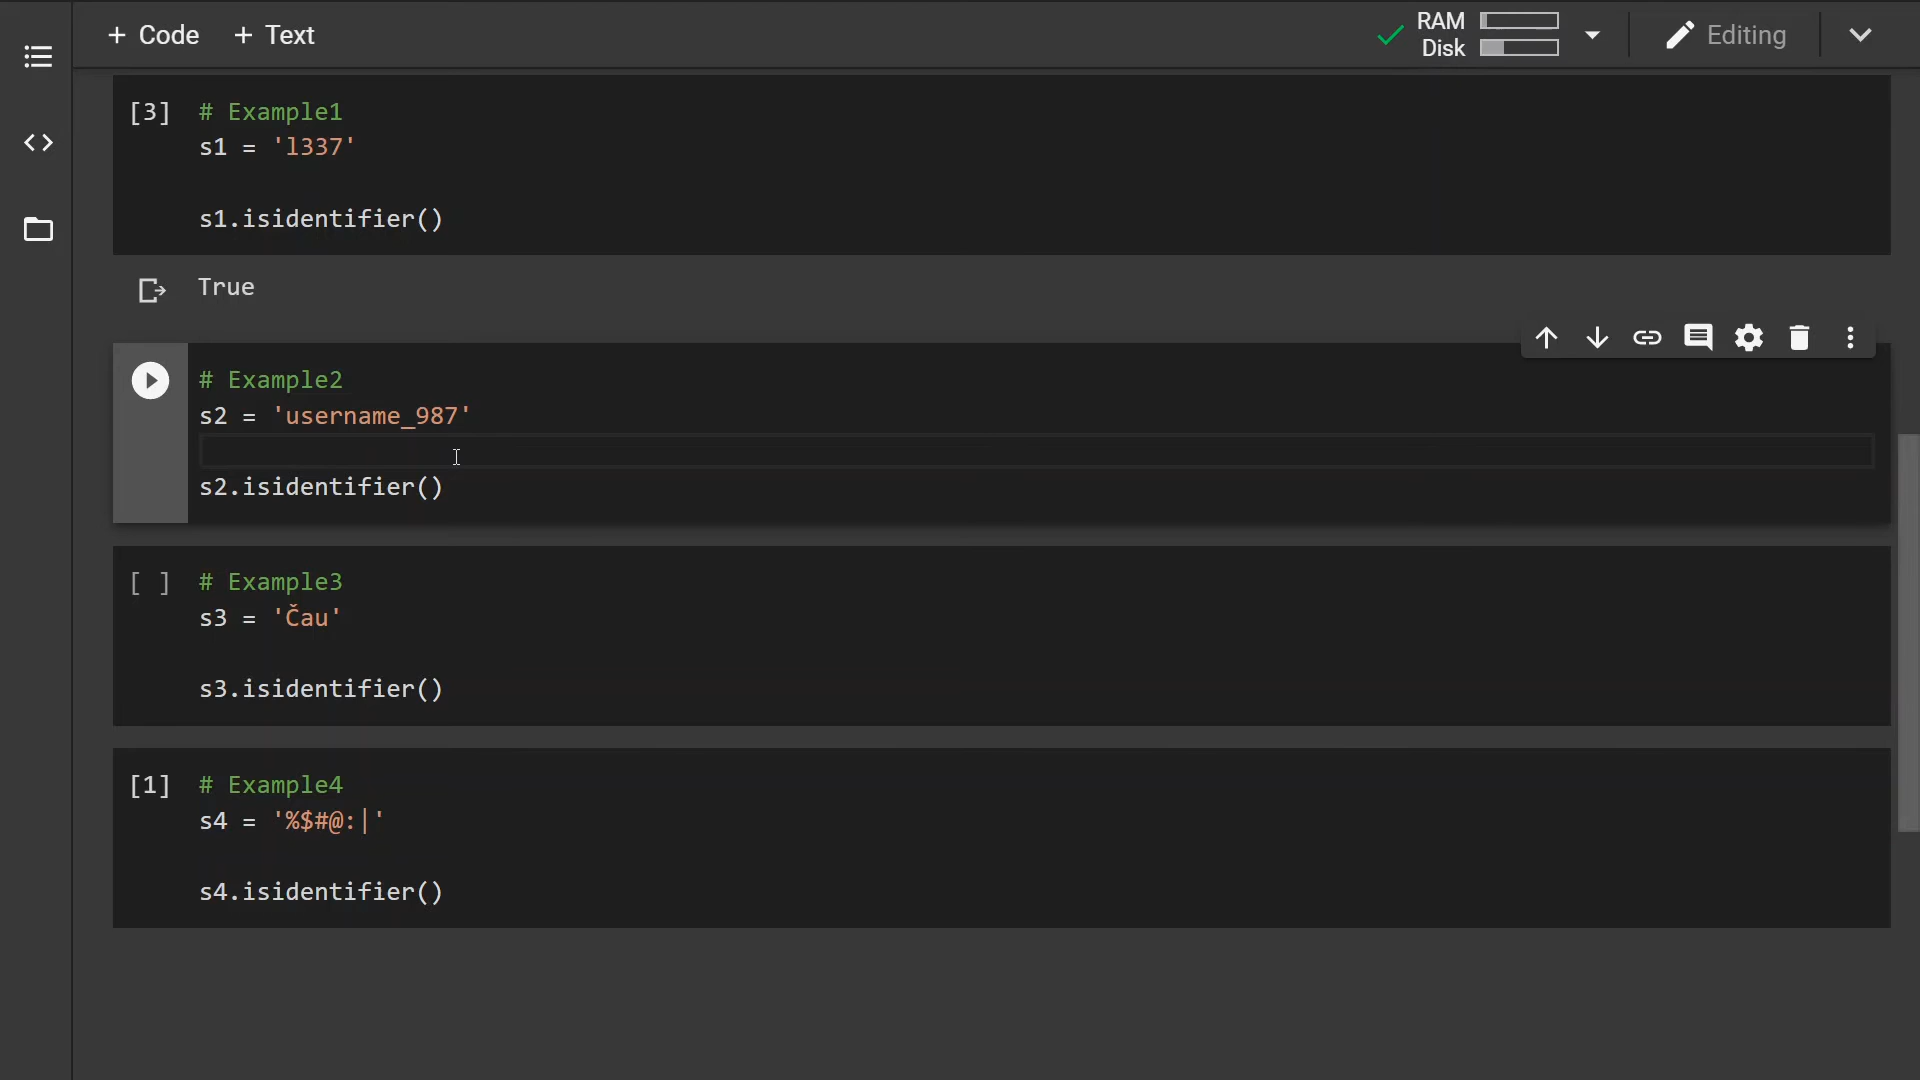 + Code + Text
RAM
Disk
Editing
[3] # Example1
s1 = 'l337'
s1.isidentifier()
True
# Example2
s2 = 'username_987'
s2.isidentifier()
[ ] # Example3
s3 = 'Čau'
s3.isidentifier()
[1] # Example4
s4 = '%$#@:|'
s4.isidentifier()